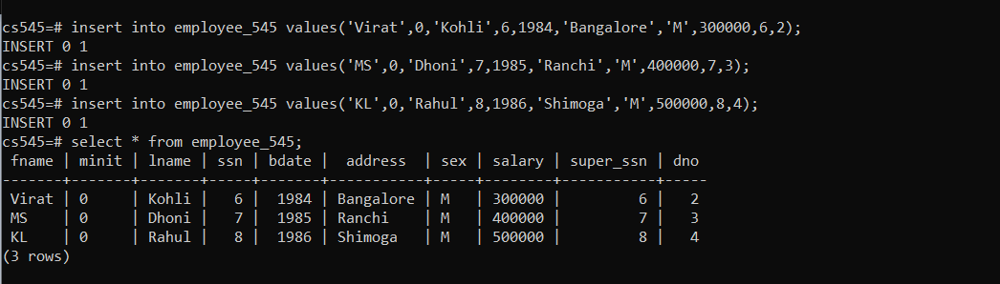 cs545=# insert into employee_545 values('Virat',0,'Kohli',6,1984,'Bangalore','M',300000,6,2);
INSERT 0 1
cs545=# insert into employee_545 values('MS',0,'Dhoni',7,1985,'Ranchi','M',400000,7,3);
INSERT 0 1
cs545=# insert into employee_545 values('KL',0,'Rahul',8,1986,'Shimoga','M',500000,8,4);
INSERT 0 1
cs545=# select * from employee_545;
 fname | minit | lname | ssn | bdate |  address  | sex | salary | super_ssn | dno
-------+-------+-------+-----+-------+-----------+-----+--------+-----------+-----
 Virat | 0     | Kohli |   6 |  1984 | Bangalore | M   | 300000 |         6 |   2
 MS    | 0     | Dhoni |   7 |  1985 | Ranchi    | M   | 400000 |         7 |   3
 KL    | 0     | Rahul |   8 |  1986 | Shimoga   | M   | 500000 |         8 |   4
(3 rows)